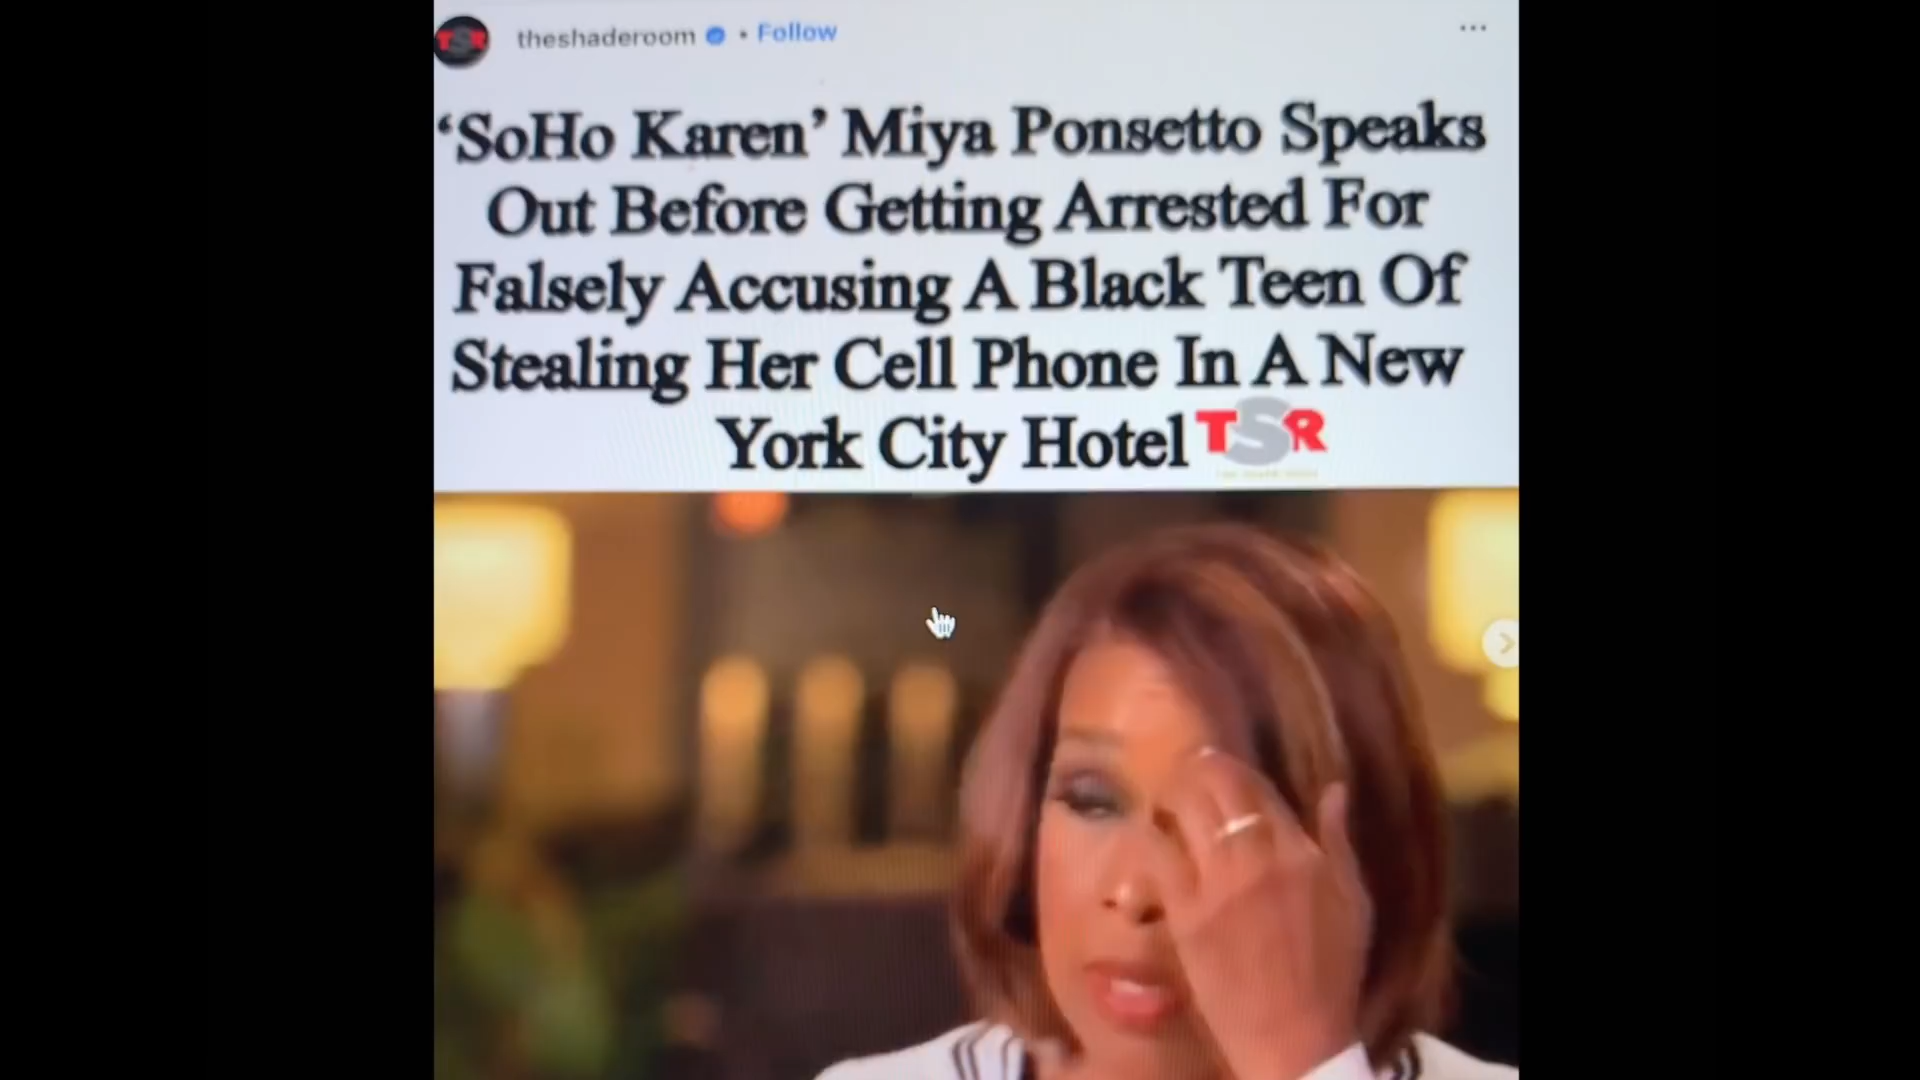 TSR theshaderoom • Follow
‘SoHo Karen’ Miya Ponsetto Speaks
Out Before Getting Arrested For
Falsely Accusing A Black Teen Of
Stealing Her Cell Phone In A New
York City Hotel TSR